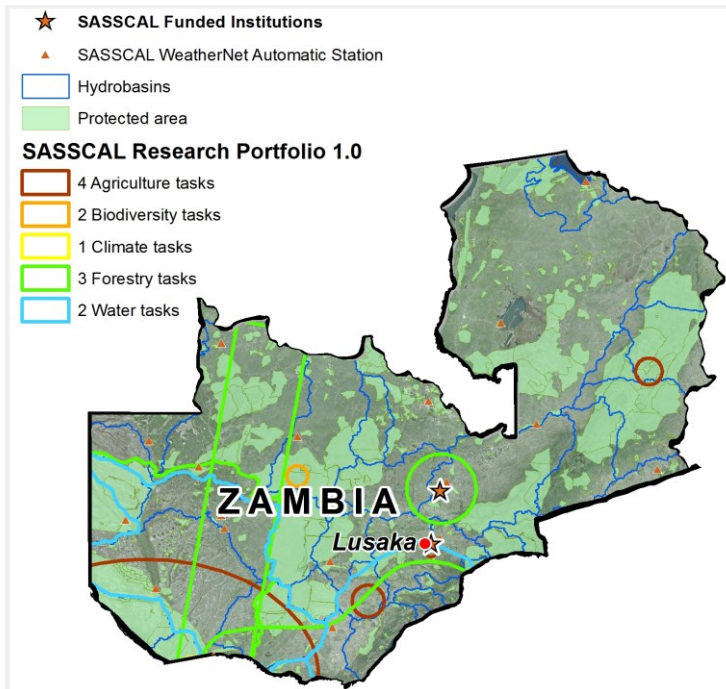 SASSCAL Funded Institutions
SASSCAL WeatherNet Automatic Station
Hydrobasins
Protected area
SASSCAL Research Portfolio 1.0
4 Agriculture tasks
2 Biodiversity tasks
1 Climate tasks
3 Forestry tasks
2 Water tasks
ZAMBIA
Lusaka